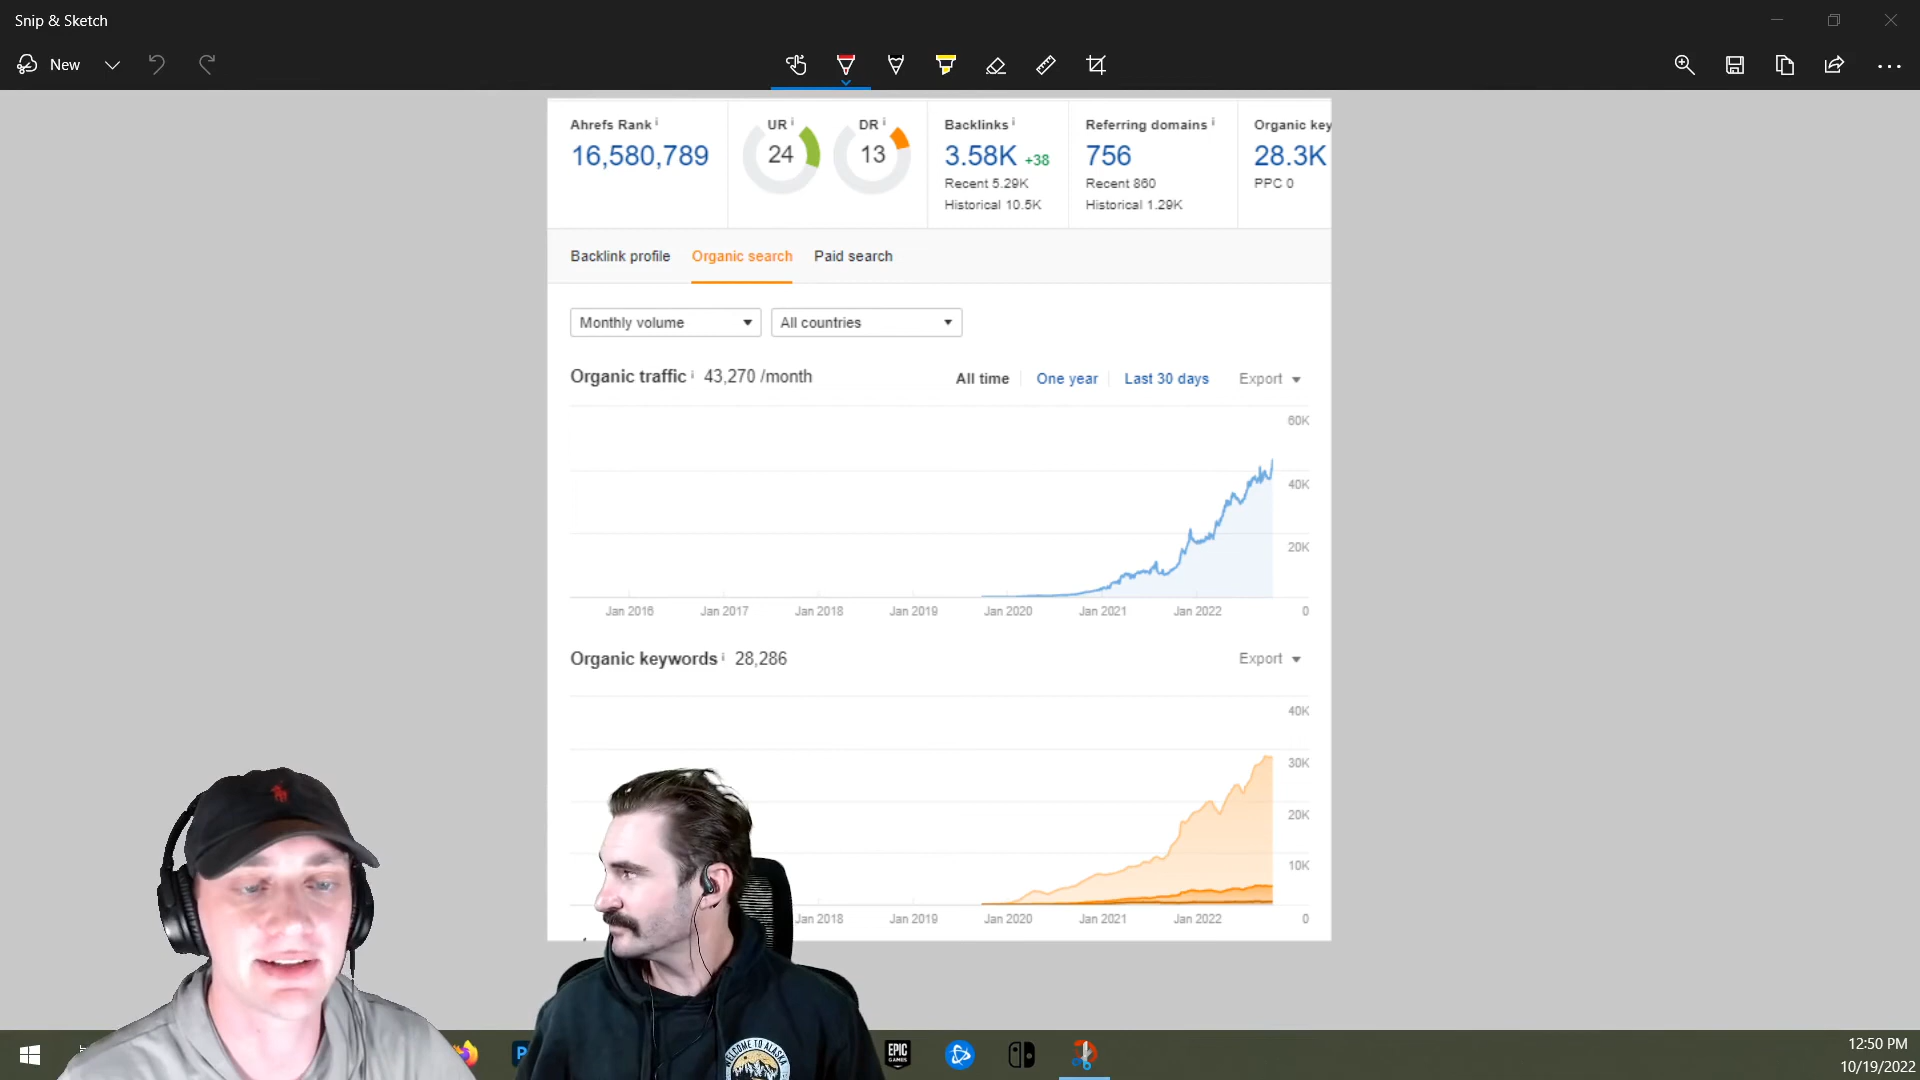 Snip & Sketch
New
Ahrefs Rank i
16,580,789
UR i
24
DR i
13
Backlinks i
3.58K +38
Recent 5.29K
Historical 10.5K
Referring domains i
756
Recent 860
Historical 1.29K
Organic key
28.3K
PPC 0
Backlink profile Organic search Paid search
Monthly volume All countries
Organic traffic i 43,270 /month All time One year Last 30 days Export
60K
40K
20K
0
Jan 2016 Jan 2017 Jan 2018 Jan 2019 Jan 2020 Jan 2021 Jan 2022
Organic keywords i 28,286 Export
40K
30K
20K
10K
0
Jan 2018 Jan 2019 Jan 2020 Jan 2021 Jan 2022
WELCOME TO ALASKA
P
EPIC
GAMES
12:50 PM
10/19/2022